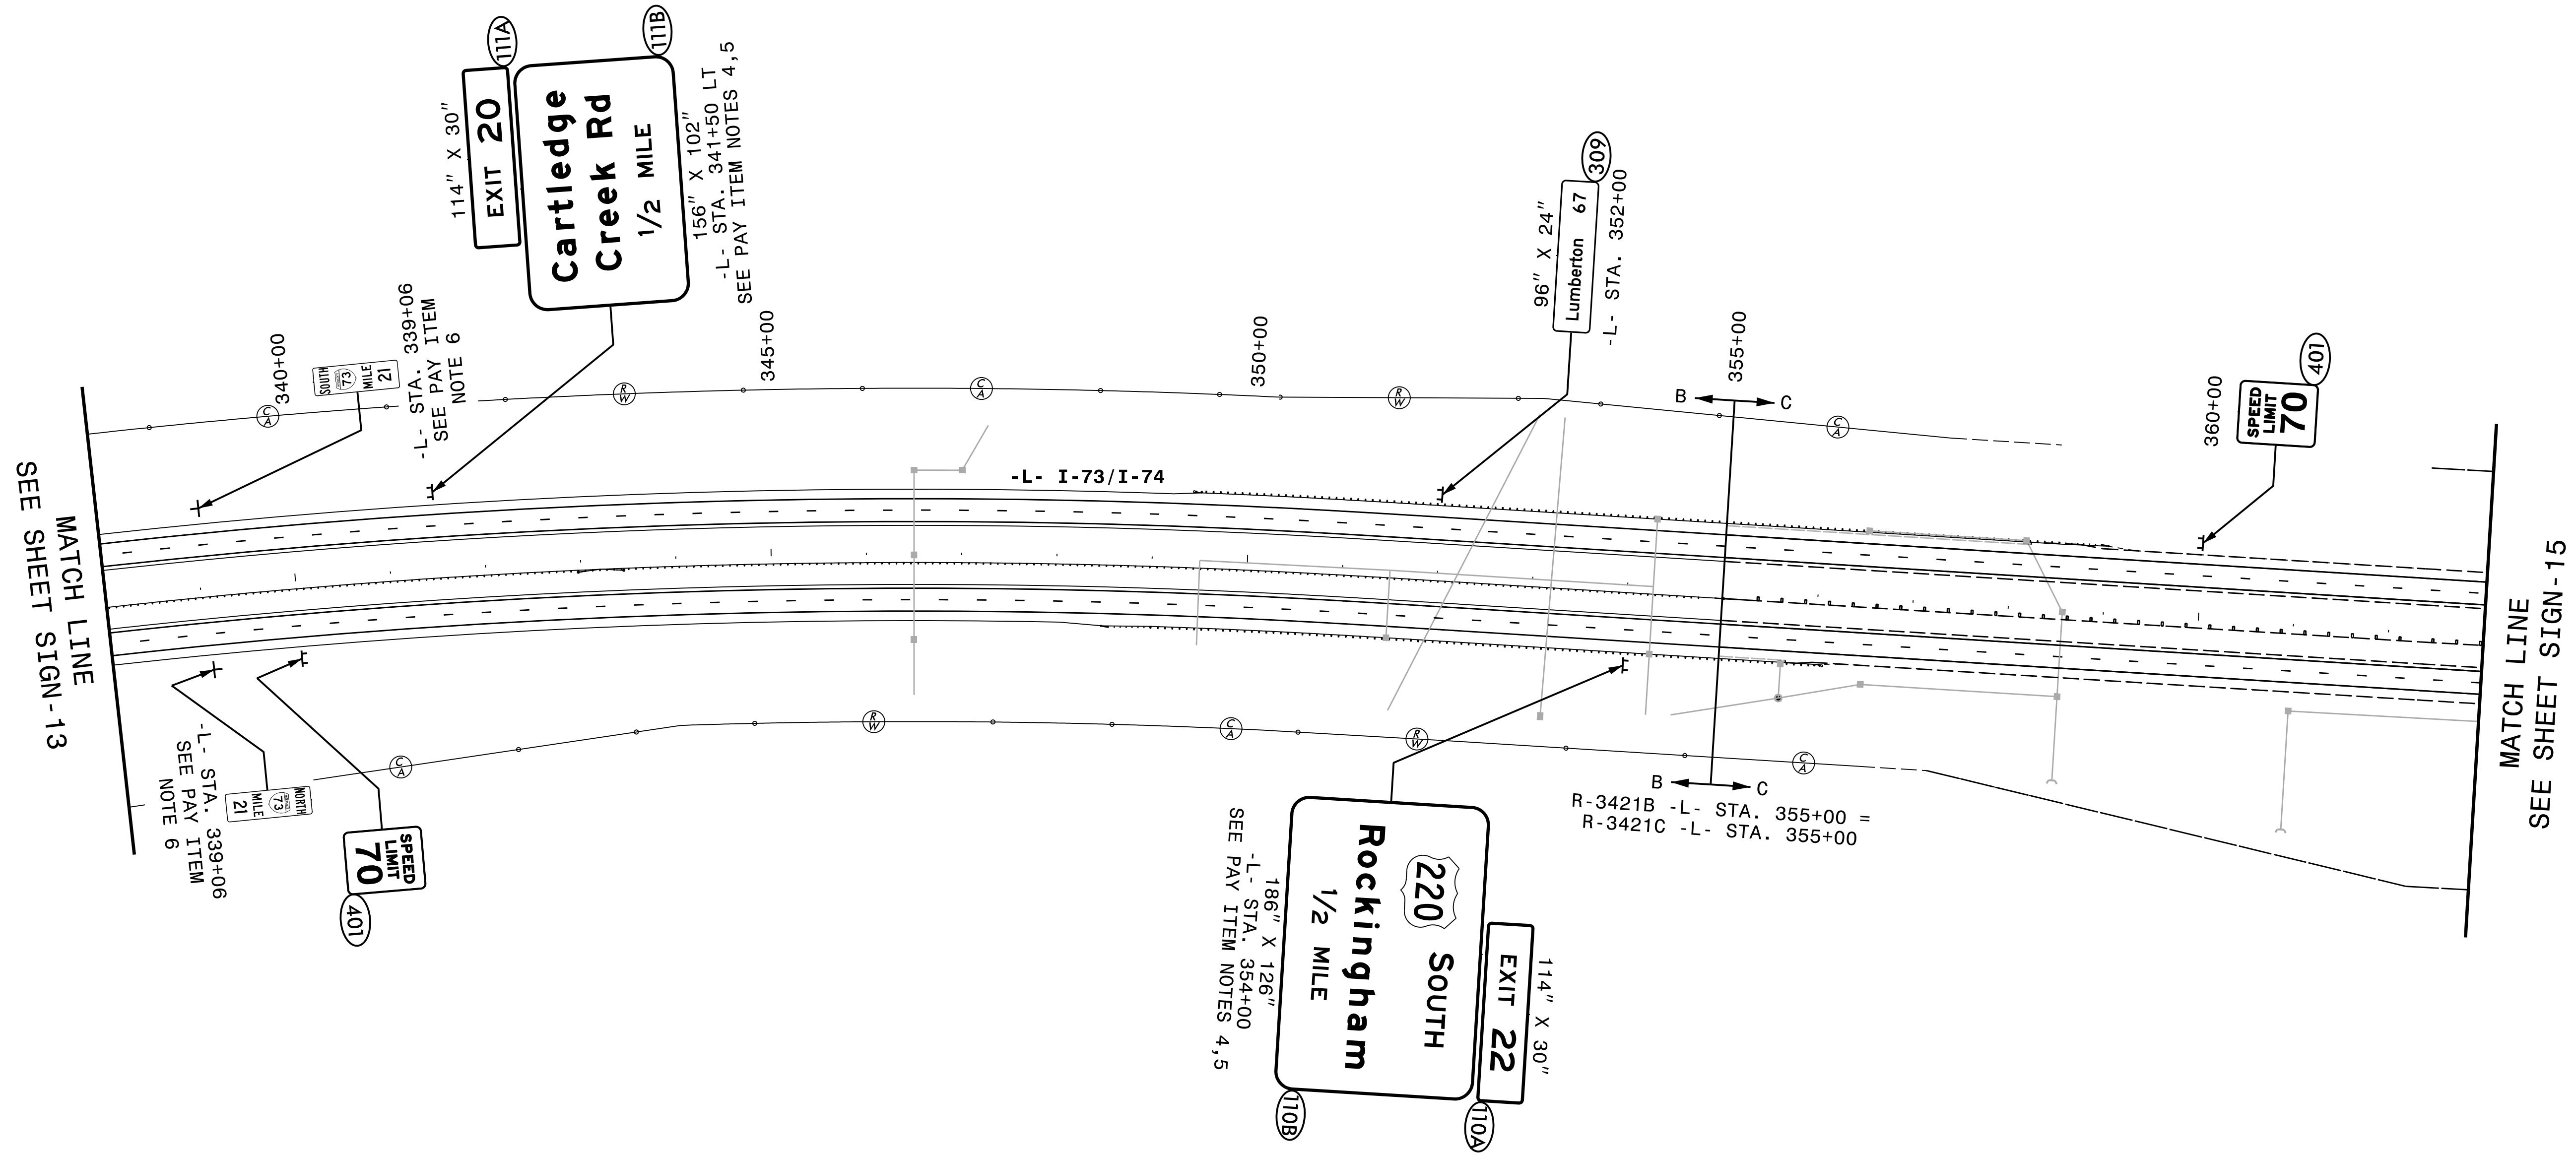 111A
111B
114" X 30"
EXIT 20
Cartledge
Creek Rd
1/2 MILE
156" X 102"
-L- STA. 341+50 LT
SEE PAY ITEM NOTES 4,5
340+00
SOUTH
73
MILE
21
-L- STA. 339+06
SEE PAY ITEM
NOTE 6
345+00
350+00
309
96" X 24"
Lumberton 67
-L- STA. 352+00
355+00
B C
360+00
401
SPEED
LIMIT
70
C
A
R
W
C
A
R
W
C
A
-L- I-73/I-74
MATCH LINE
SEE SHEET SIGN-13
MATCH LINE
SEE SHEET SIGN-15
C
A
R
W
C
A
R
W
C
A
-L- STA. 339+06
SEE PAY ITEM
NOTE 6
NORTH
73
MILE
21
SPEED
LIMIT
70
401
B C
R-3421B -L- STA. 355+00 =
R-3421C -L- STA. 355+00
114" X 30"
EXIT 22
220 SOUTH
Rockingham
1/2 MILE
186" X 126"
-L- STA. 354+00
SEE PAY ITEM NOTES 4,5
110B
110A